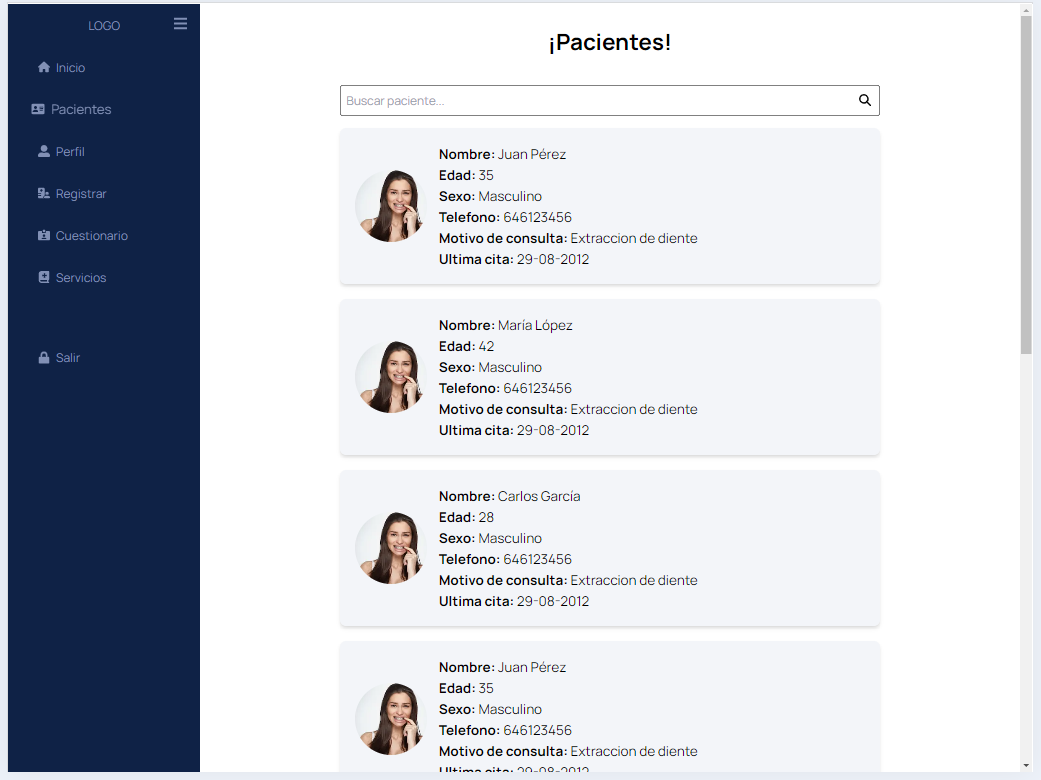 LOGO
Inicio
Pacientes
Perfil
Registrar
Cuestionario
Servicios
Salir
¡Pacientes!
Buscar paciente...
Nombre: Juan Pérez
Edad: 35
Sexo: Masculino
Telefono: 646123456
Motivo de consulta: Extraccion de diente
Ultima cita: 29-08-2012
Nombre: María López
Edad: 42
Sexo: Masculino
Telefono: 646123456
Motivo de consulta: Extraccion de diente
Ultima cita: 29-08-2012
Nombre: Carlos García
Edad: 28
Sexo: Masculino
Telefono: 646123456
Motivo de consulta: Extraccion de diente
Ultima cita: 29-08-2012
Nombre: Juan Pérez
Edad: 35
Sexo: Masculino
Telefono: 646123456
Motivo de consulta: Extraccion de diente
Ultima cita: 29-08-2012